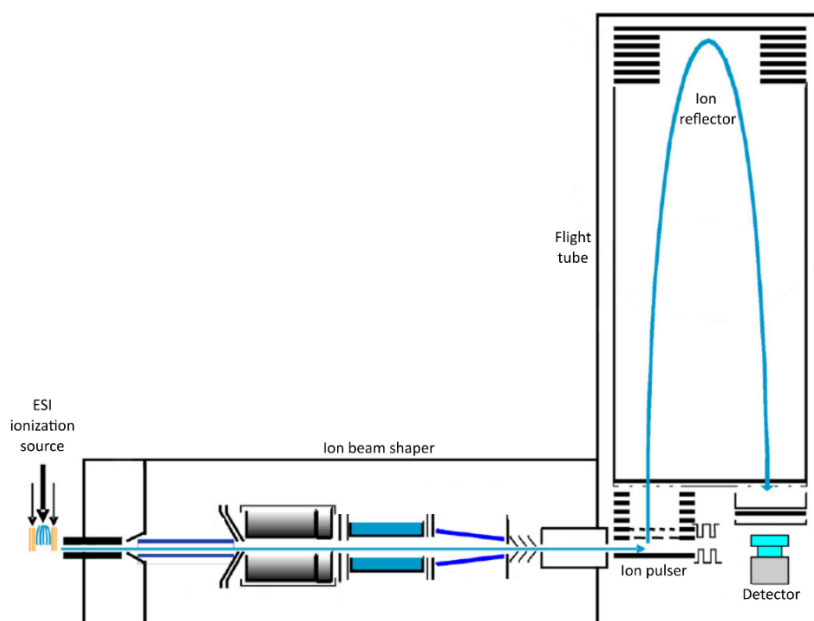 Ion
reflector
Flight
tube
ESI
ionization
source
Ion beam shaper
Ion pulser
Detector